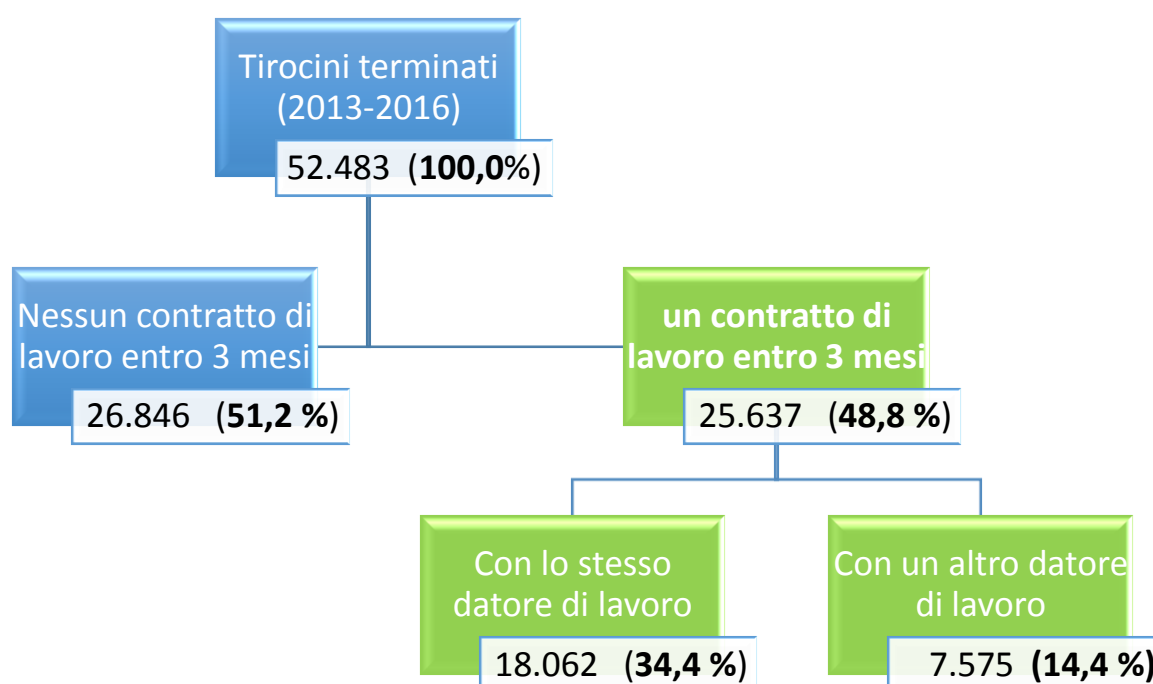 Tirocini terminati
(2013-2016)
52.483 (100,0%)
Nessun contratto di
lavoro entro 3 mesi
26.846 (51,2 %)
un contratto di
lavoro entro 3 mesi
25.637 (48,8 %)
Con lo stesso
datore di lavoro
18.062 (34,4 %)
Con un altro datore
di lavoro
7.575 (14,4 %)